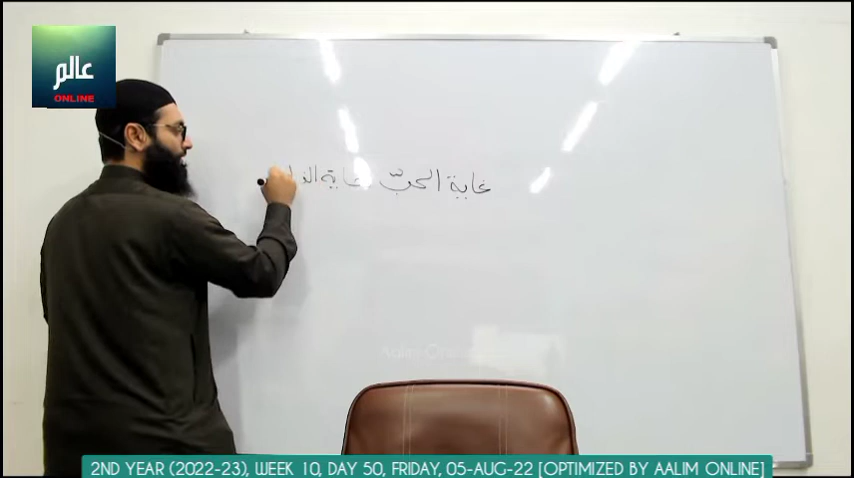 عالم
ONLINE
غاية الحبّ غاية
2ND YEAR (2022-23), WEEK 10, DAY 50, FRIDAY, 05-AUG-22 [OPTIMIZED BY AALIM ONLINE]